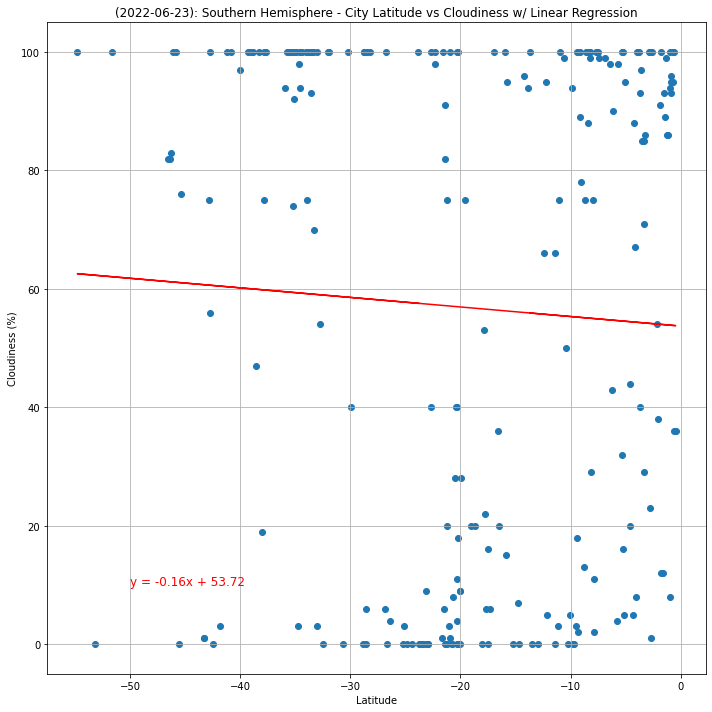 (2022-06-23): Southern Hemisphere - City Latitude vs Cloudiness w/ Linear Regression
Cloudiness (%)
100
80
60
40
20
0
y = -0.16x + 53.72
−50 −40 −30 −20 −10 0
Latitude